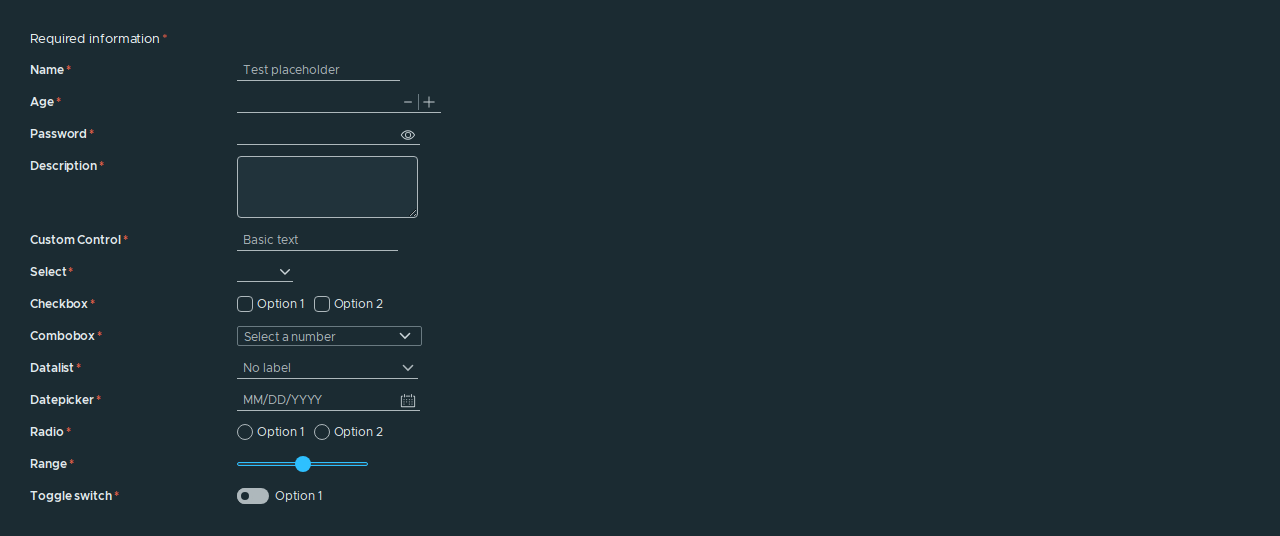 Required information *
Name * Test placeholder
Age *
Password *
Description *
Custom Control * Basic text
Select *
Checkbox * Option 1 Option 2
Combobox * Select a number
Datalist * No label
Datepicker * MM/DD/YYYY
Radio * Option 1 Option 2
Range *
Toggle switch * Option 1